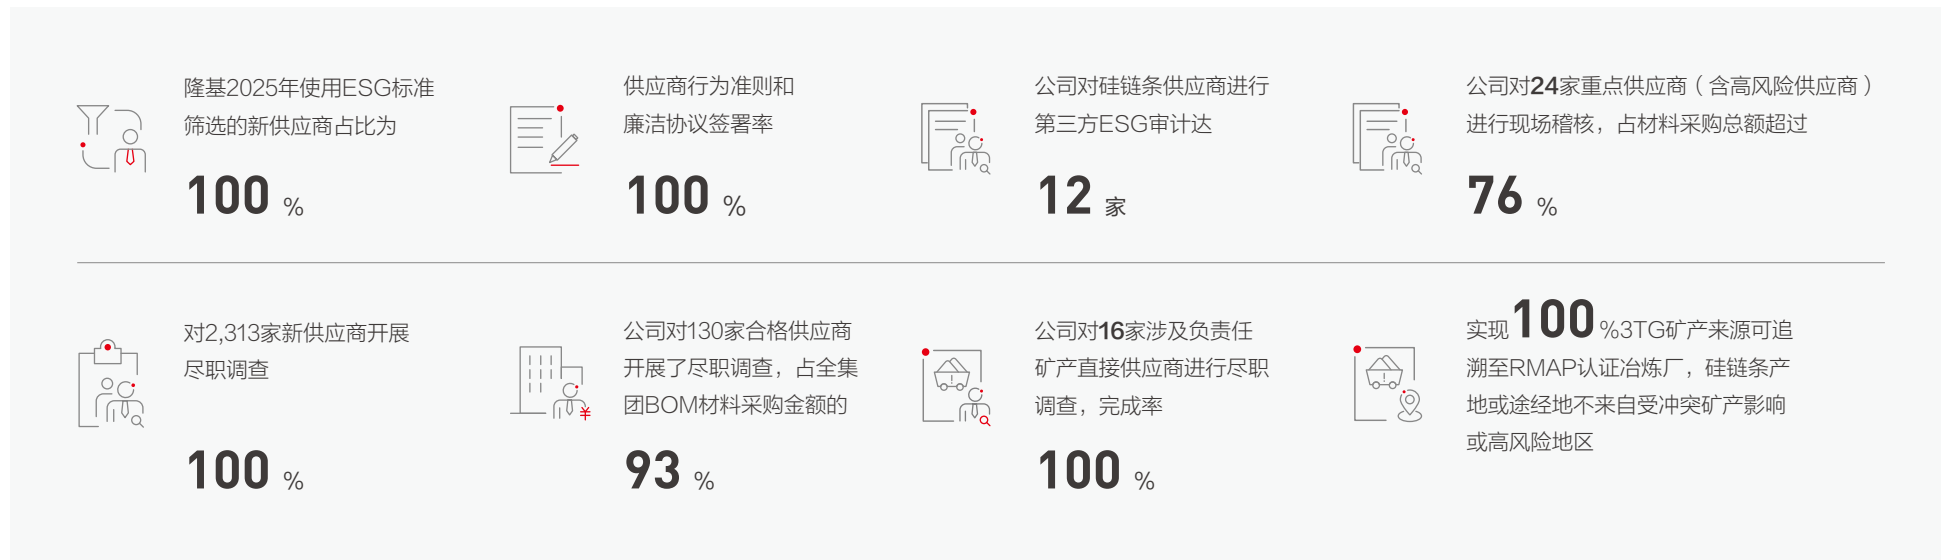 隆基2025年使用ESG标准
筛选的新供应商占比为
100 %
供应商行为准则和
廉洁协议签署率
100 %
公司对硅链条供应商进行
第三方ESG审计达
12 家
公司对24家重点供应商（含高风险供应商）
进行现场稽核，占材料采购总额超过
76 %
对2,313家新供应商开展
尽职调查
100 %
公司对130家合格供应商
开展了尽职调查，占全集
团BOM材料采购金额的
93 %
公司对16家涉及负责任
矿产直接供应商进行尽职
调查，完成率
100 %
实现100%3TG矿产来源可追
溯至RMAP认证冶炼厂，硅链条产
地或途经地不来自受冲突矿产影响
或高风险地区